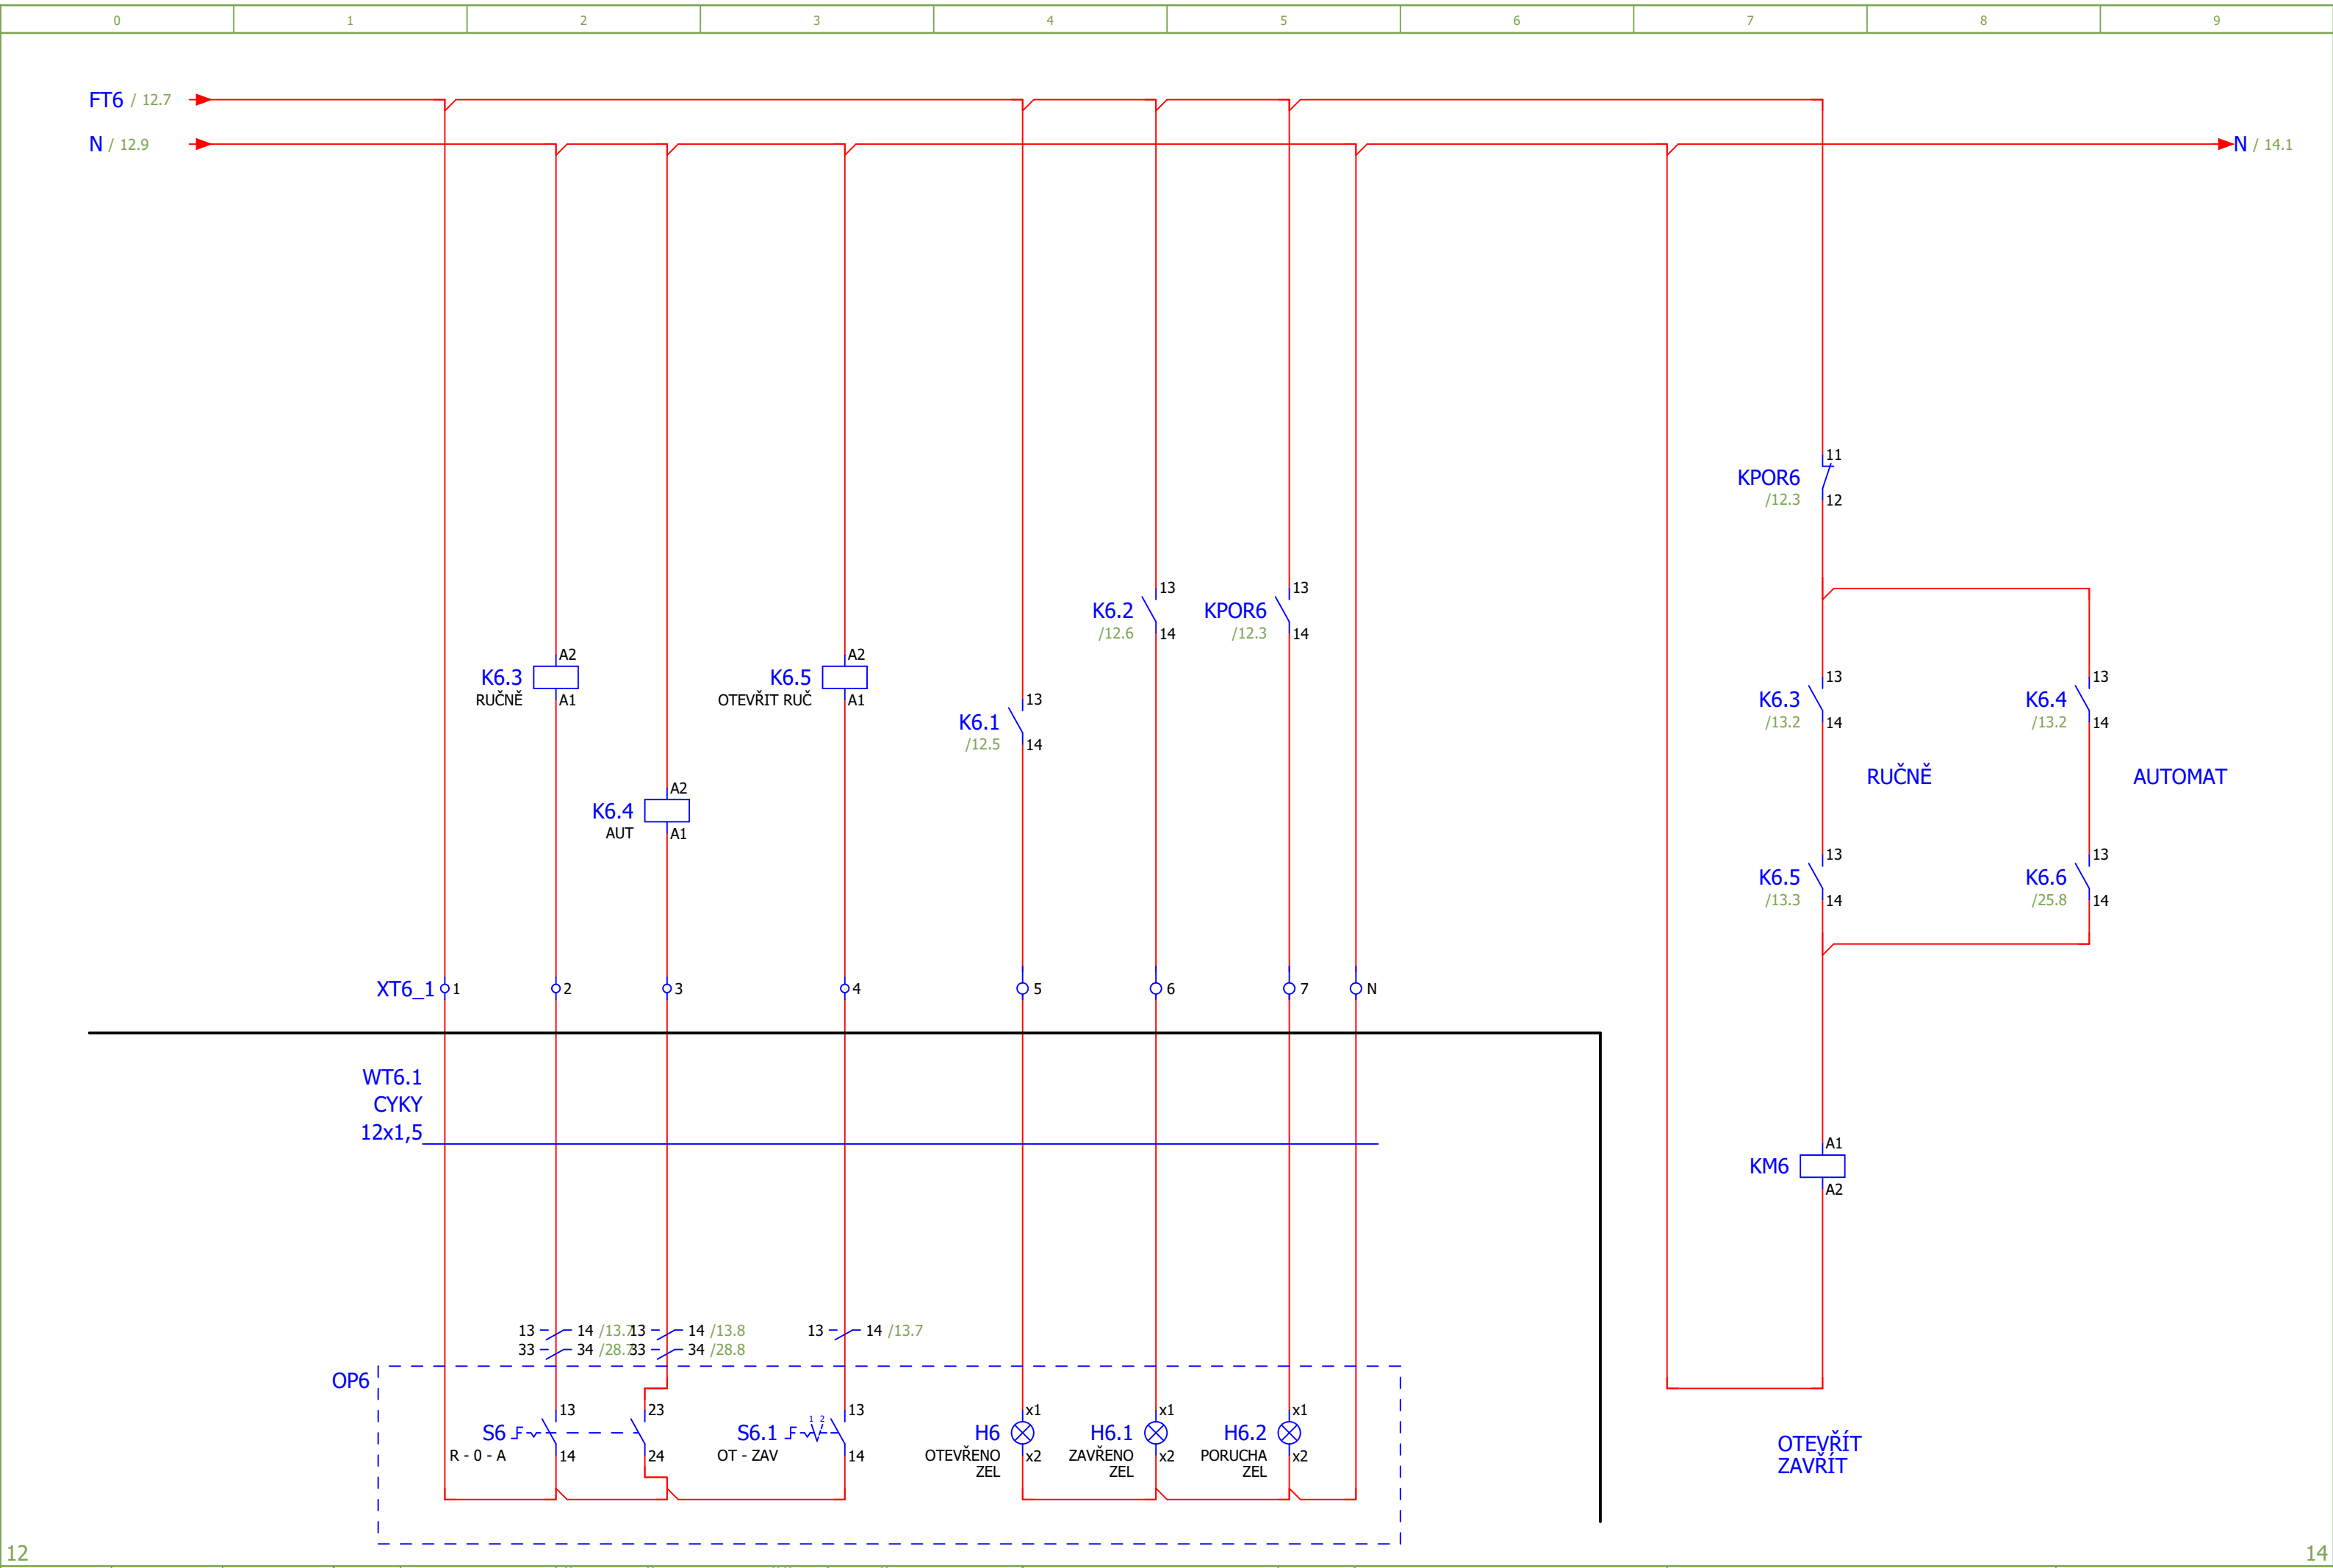 0 1 2 3 4 5 6 7 8 9
FT6 / 12.7
N / 12.9
N / 14.1
11
KPOR6
/12.3
12
13
K6.2
/12.6
14
13
KPOR6
/12.3
14
A2
K6.3
RUČNĚ
A1
A2
K6.5
OTEVŘIT RUČ
A1
13
K6.1
/12.5
14
13
K6.3
/13.2
14
13
K6.4
/13.2
14
RUČNĚ
AUTOMAT
A2
K6.4
AUT
A1
13
K6.5
/13.3
14
13
K6.6
/25.8
14
XT6_1 1 2 3 4 5 6 7 N
WT6.1
CYKY
12x1,5
A1
KM6
A2
13 14 /13.7 13 14 /13.8 13 14 /13.7
33 34 /28.7 33 34 /28.8
OP6
13
S6
R - 0 - A
14
23
24
1 2
13
S6.1
OT - ZAV
14
x1
H6
OTEVŘENO
ZEL
x2
x1
H6.1
ZAVŘENO
ZEL
x2
x1
H6.2
PORUCHA
ZEL
x2
OTEVŘÍT
ZAVŘÍT
12
14